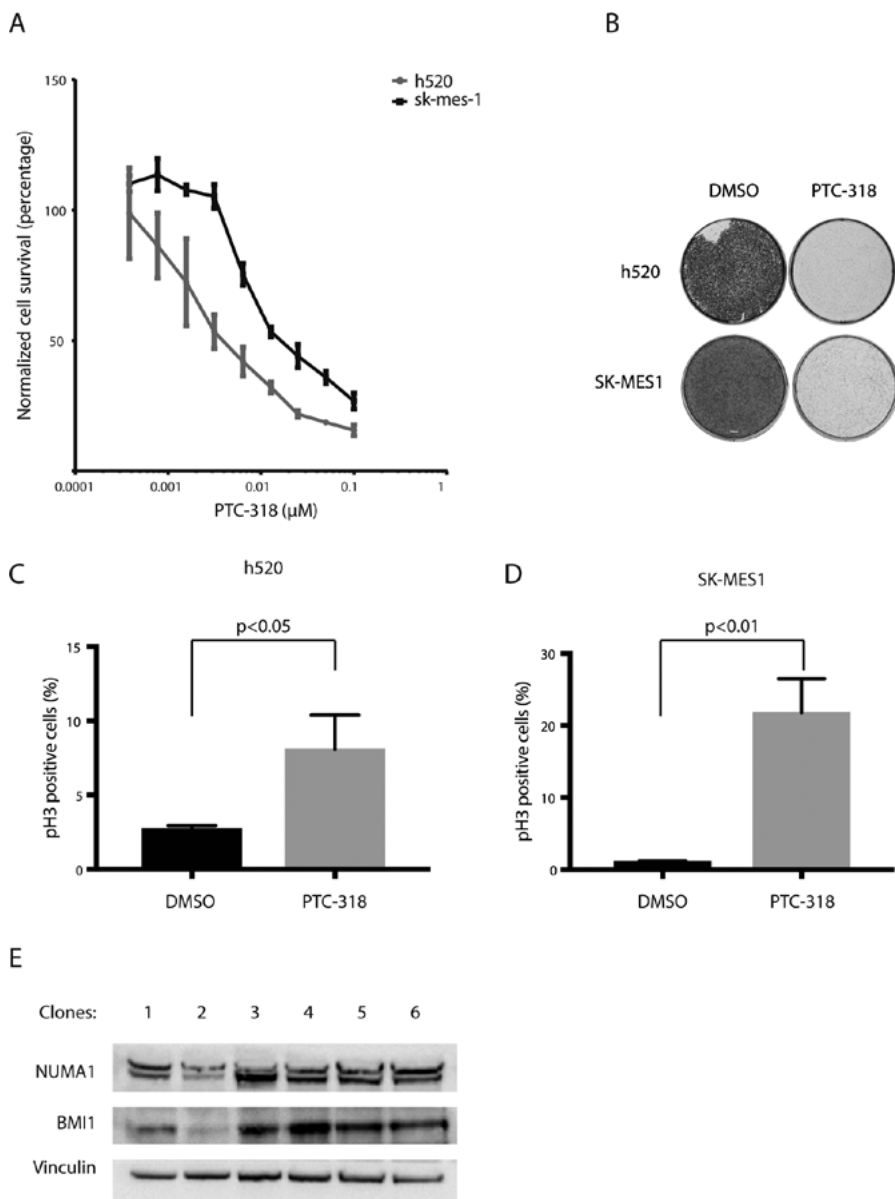 A
150
100
50
Normalized cell survival (percentage)
h520
sk-mes-1
0.0001
0.001
0.01
0.1
1
PTC-318 (µM)
B
DMSO
PTC-318
h520
SK-MES1
C
h520
p<0.05
15
10
5
0
pH3 positive cells (%)
DMSO
PTC-318
D
SK-MES1
p<0.01
30
20
10
0
pH3 positive cells (%)
DMSO
PTC-318
E
Clones: 1 2 3 4 5 6
NUMA1
BMI1
Vinculin